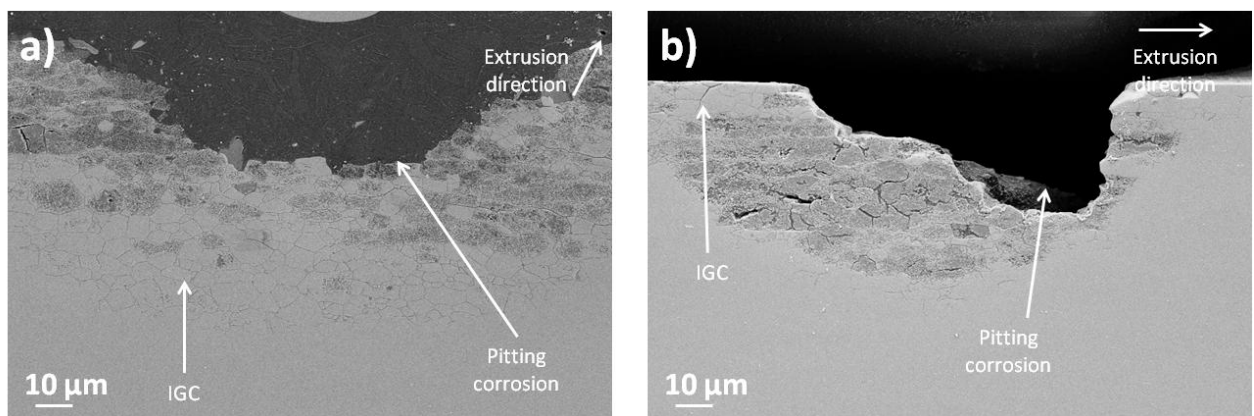 a)
Extrusion
direction
IGC
Pitting
corrosion
10 µm
b)
Extrusion
direction
IGC
Pitting
corrosion
10 µm